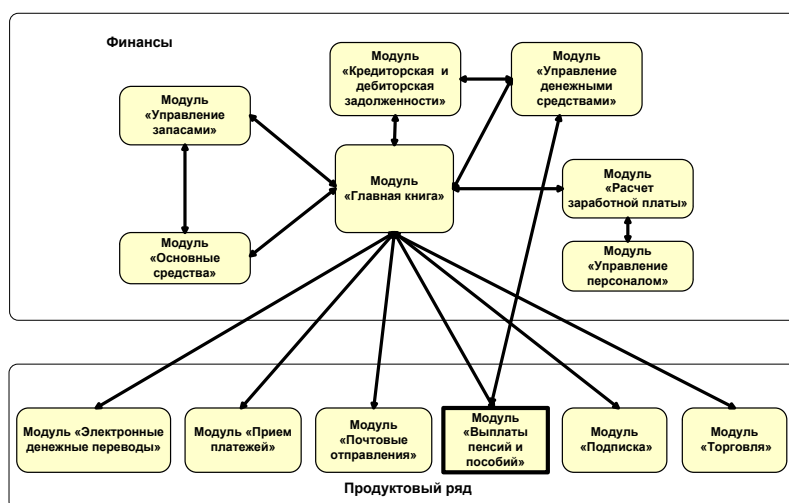 Финансы
Модуль
«Кредиторская и
дебиторская
задолженности»
Модуль
«Управление
денежными
средствами»
Модуль
«Управление
запасами»
Модуль
«Главная книга»
Модуль
«Расчет
заработной платы»
Модуль
«Основные
средства»
Модуль
«Управление
персоналом»
Модуль «Электронные
денежные переводы»
Модуль «Прием
платежей»
Модуль
«Почтовые
отправления»
Модуль
«Выплаты
пенсий и
пособий»
Модуль
«Подписка»
Модуль
«Торговля»
Продуктовый ряд